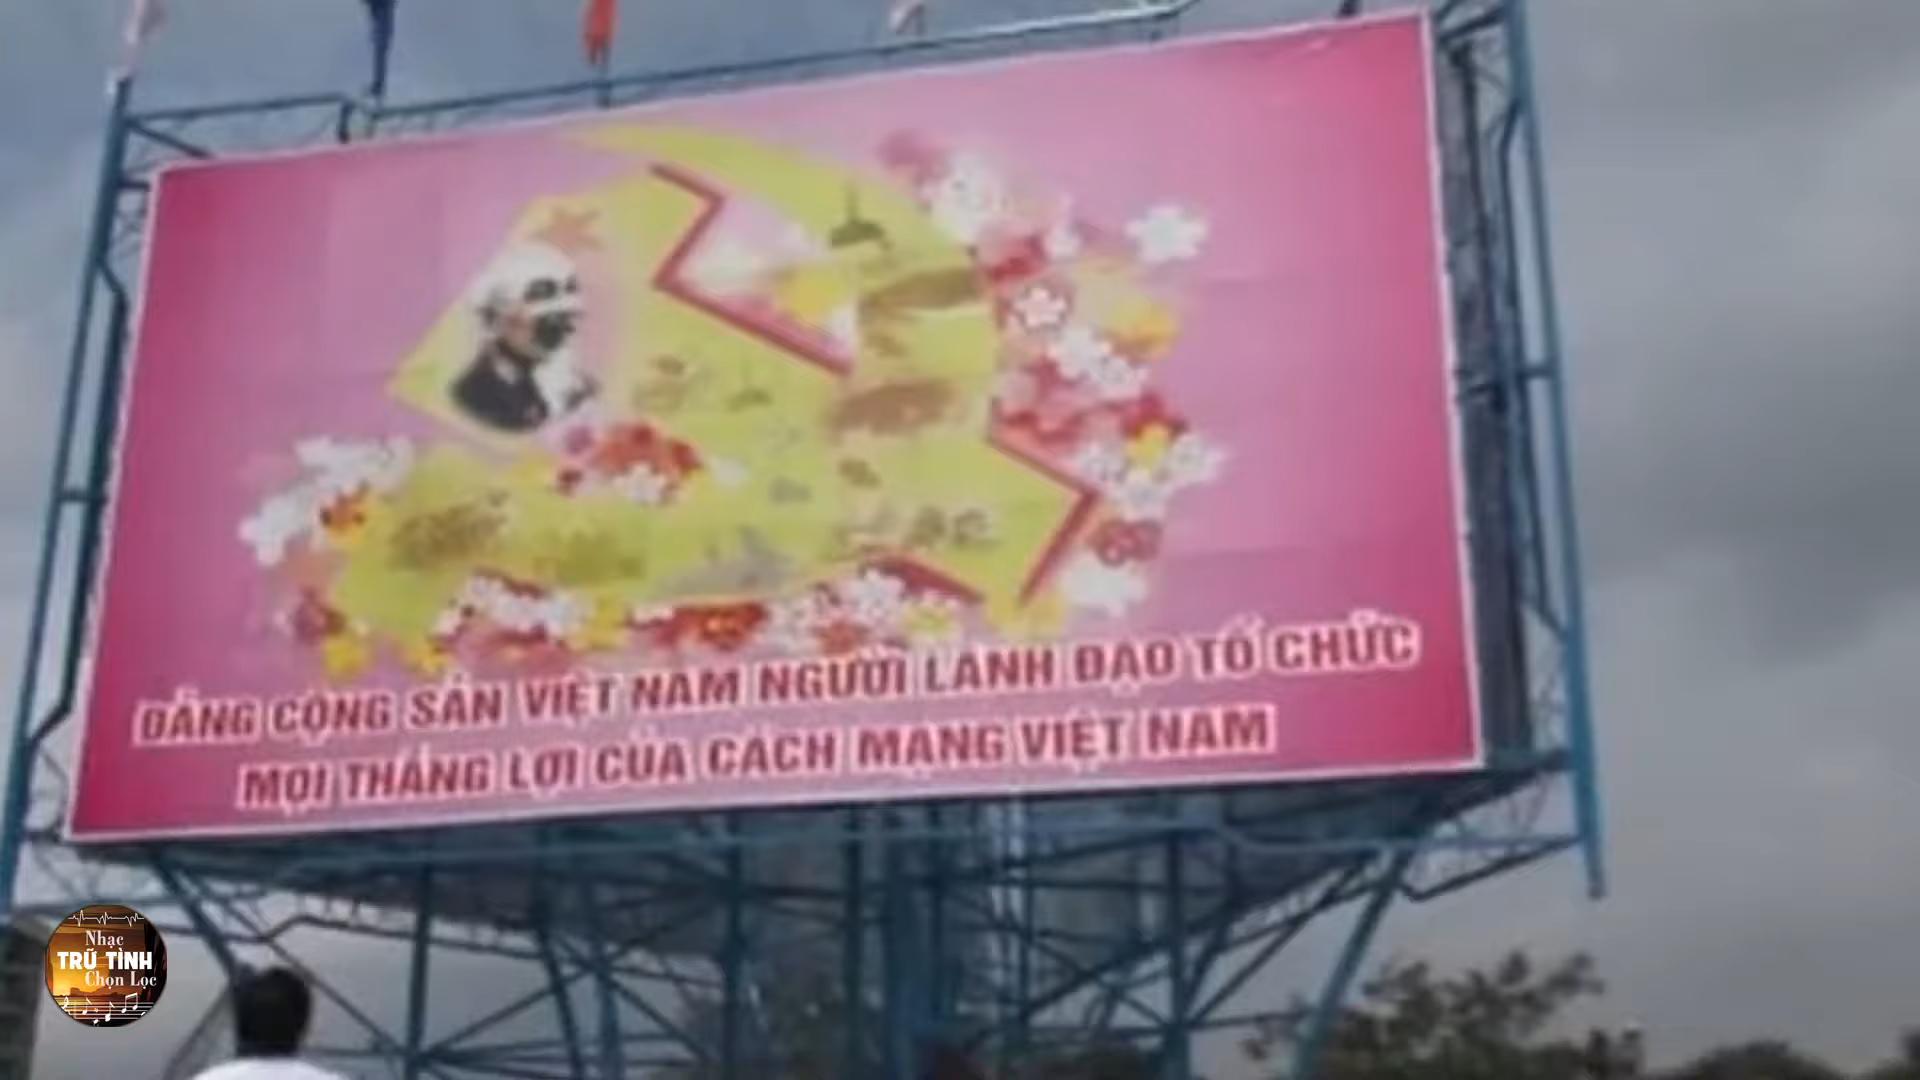 ĐẢNG CỘNG SẢN VIỆT NAM NGƯỜI LÃNH ĐẠO TỔ CHỨC
MỌI THẮNG LỢI CỦA CÁCH MẠNG VIỆT NAM
Nhạc
TRỮ TÌNH
Chọn Lọc